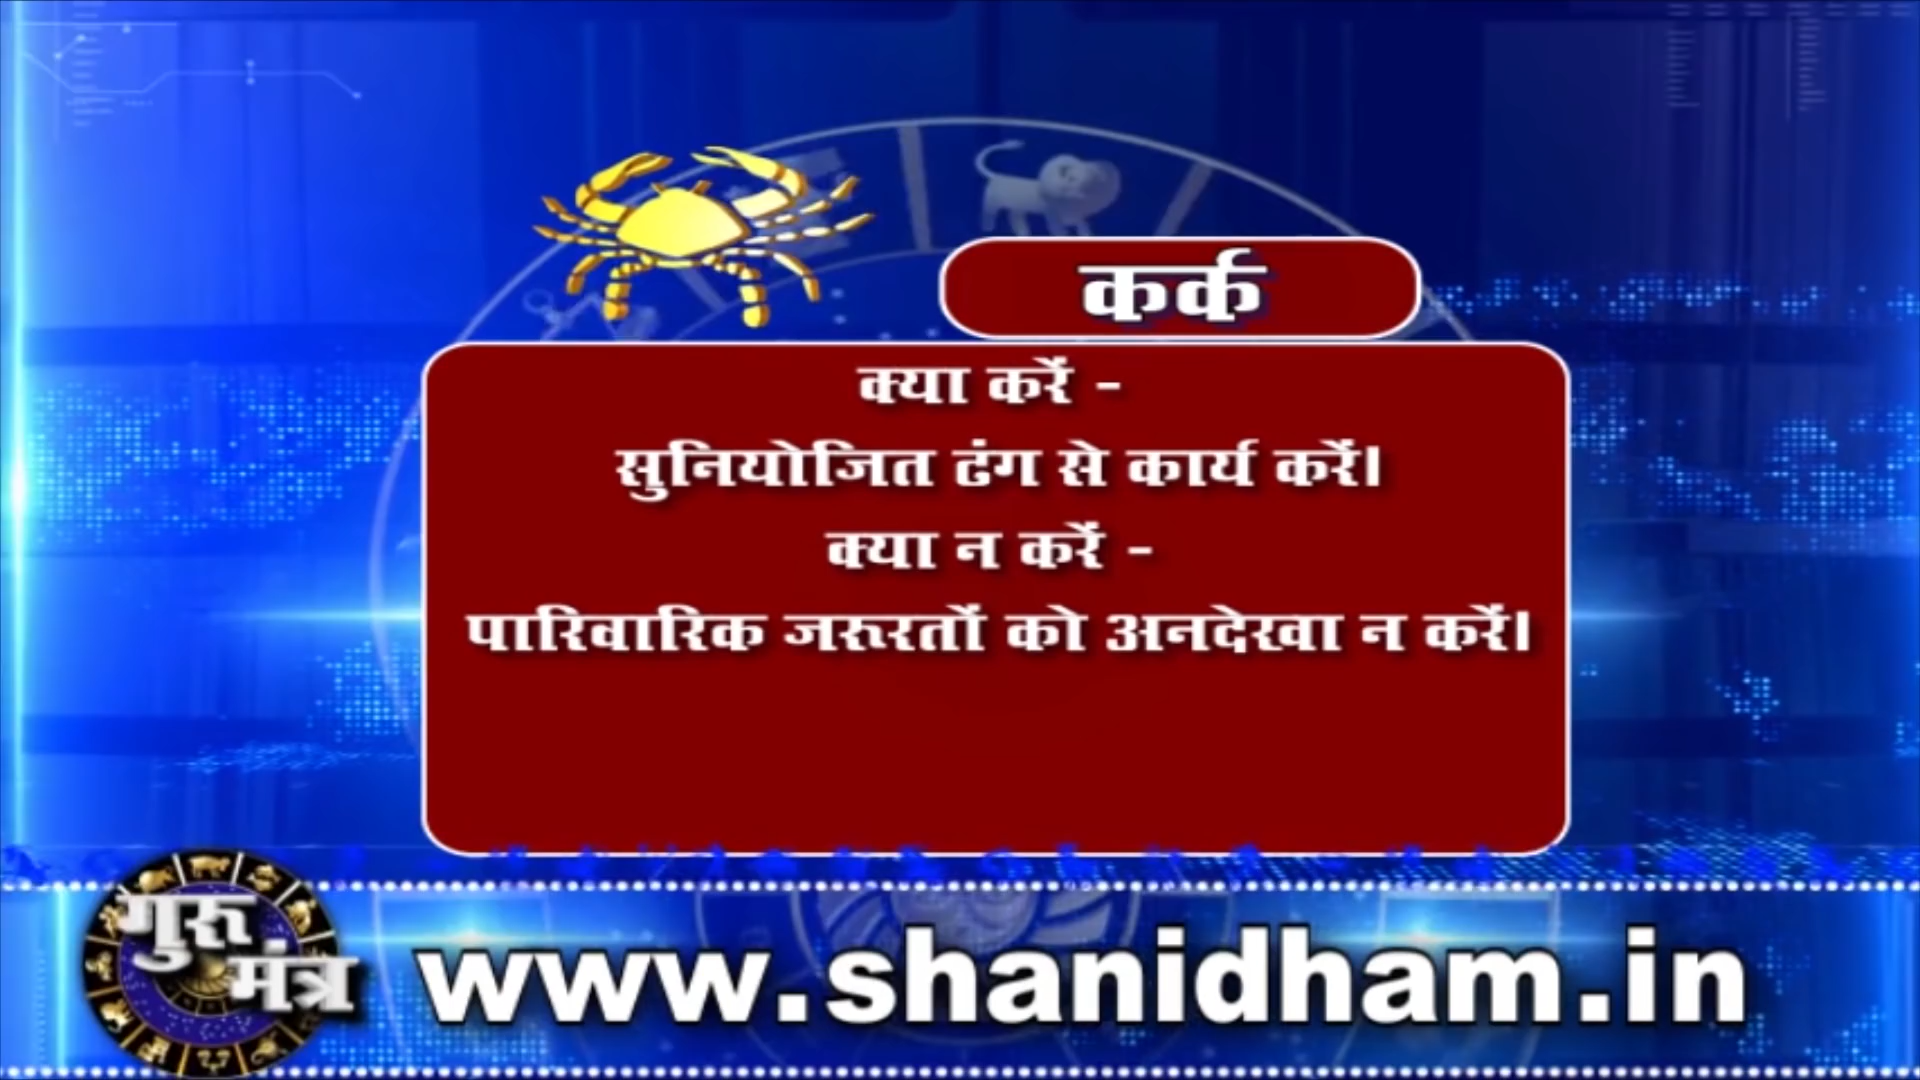 कर्क
क्या करें -
सुनियोजित ढंग से कार्य करें।
क्या न करें -
पारिवारिक जरूरतों को अनदेखा न करें।
गुरु
मंत्र
www.shanidham.in